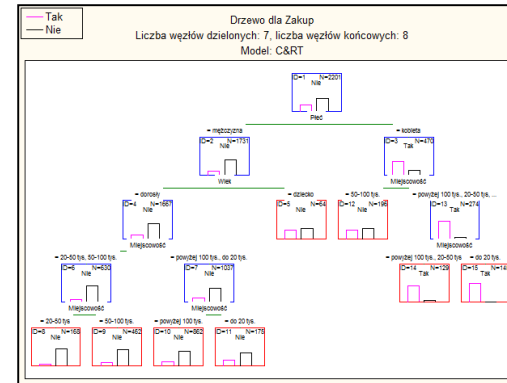 Tak
Nie
Drzewo dla Zakup
Liczba węzłów dzielonych: 7, liczba węzłów końcowych: 8
Model: C&RT
ID=1 N=2201
Nie
Płeć
= mężczyzna = kobieta
ID=2 N=1731
Nie
Wiek
ID=3 N=470
Tak
Miejscowość
= dorosły = dziecko = 50-100 tys. = powyżej 100 tys., 20-50 tys., ...
ID=4 N=1667
Nie
Miejscowość
ID=5 N=64
Nie
ID=12 N=196
Nie
ID=13 N=274
Tak
Miejscowość
= 20-50 tys., 50-100 tys. = powyżej 100 tys., do 20 tys. = powyżej 100 tys., 20-50 tys = do 20 tys.
ID=6 N=630
Nie
Miejscowość
ID=7 N=1037
Nie
Miejscowość
ID=14 N=129
Tak
ID=15
Tak
= 20-50 tys = 50-100 tys. = powyżej 100 tys. = do 20 tys.
ID=8 N=168
Nie
ID=9 N=462
Nie
ID=10 N=862
Nie
ID=11 N=175
Nie